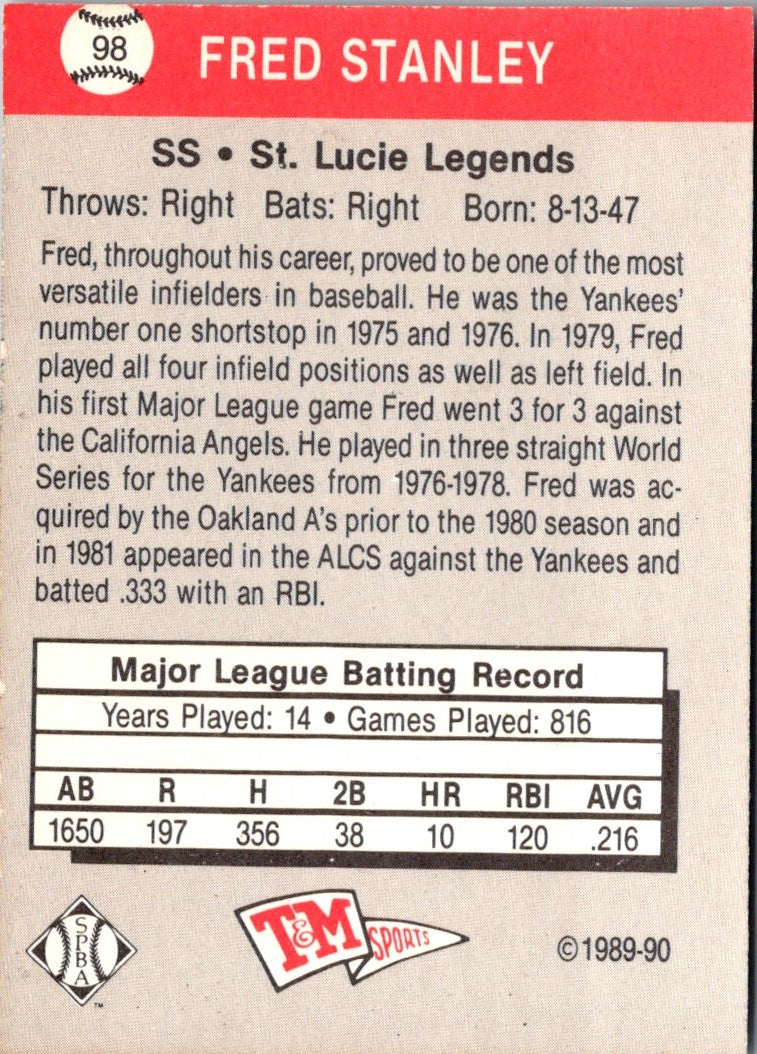 98
FRED STANLEY
SS • St. Lucie Legends
Throws: Right Bats: Right Born: 8-13-47
Fred, throughout his career, proved to be one of the most
versatile infielders in baseball. He was the Yankees'
number one shortstop in 1975 and 1976. In 1979, Fred
played all four infield positions as well as left field. In
his first Major League game Fred went 3 for 3 against
the California Angels. He played in three straight World
Series for the Yankees from 1976-1978. Fred was ac-
quired by the Oakland A's prior to the 1980 season and
in 1981 appeared in the ALCS against the Yankees and
batted .333 with an RBI.
Major League Batting Record
Years Played: 14 • Games Played: 816
AB R H 2B HR RBI AVG
1650 197 356 38 10 120 .216
SPBA
™
T&M
SPORTS
©1989-90